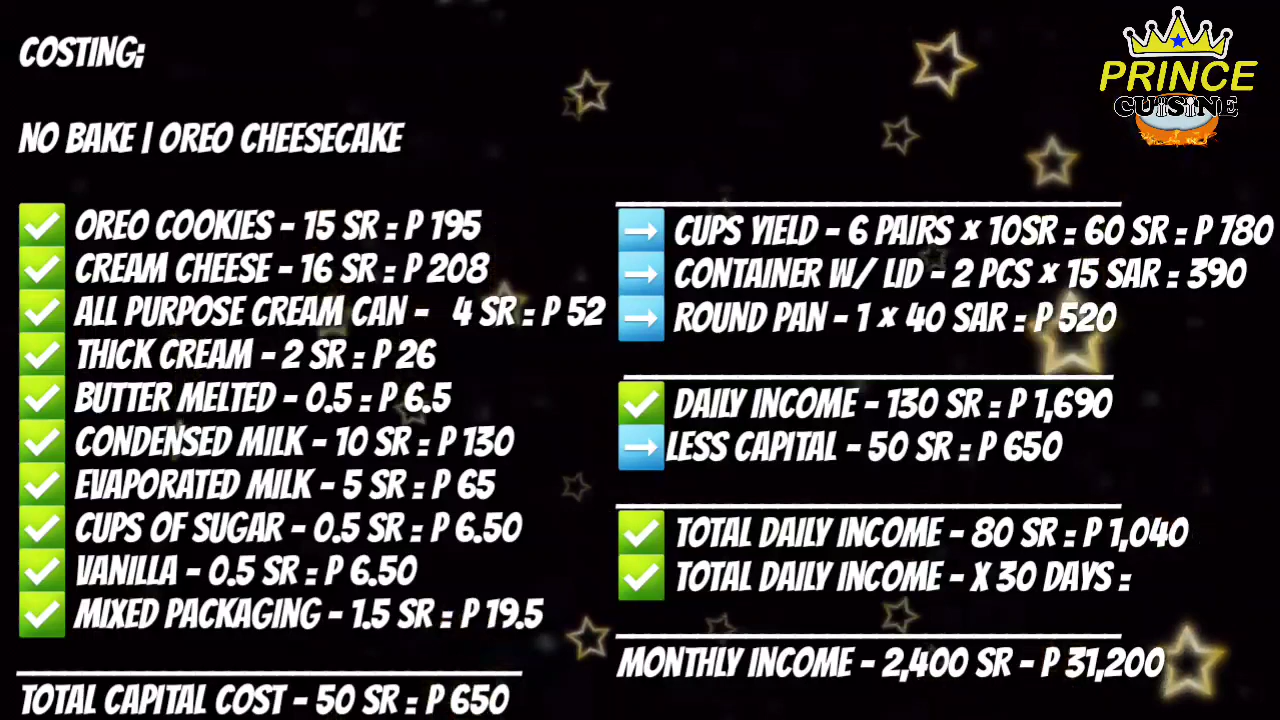 COSTING;
NO BAKE | OREO CHEESECAKE
OREO COOKIES - 15 SR = P 195
CREAM CHEESE - 16 SR = P 208
ALL PURPOSE CREAM CAN - 4 SR = P 52
THICK CREAM - 2 SR = P 26
BUTTER MELTED - 0.5 = P 6.5
CONDENSED MILK - 10 SR = P 130
EVAPORATED MILK - 5 SR = P 65
CUPS OF SUGAR - 0.5 SR = P 6.50
VANILLA - 0.5 SR = P 6.50
MIXED PACKAGING - 1.5 SR = P 19.5
TOTAL CAPITAL COST - 50 SR = P 650
PRINCE
CUISINE
CUPS YIELD - 6 PAIRS × 10SR = 60 SR = P 780
CONTAINER W/ LID - 2 PCS × 15 SAR = 390
ROUND PAN - 1 × 40 SAR = P 520
DAILY INCOME - 130 SR = P 1,690
LESS CAPITAL - 50 SR = P 650
TOTAL DAILY INCOME - 80 SR = P 1,040
TOTAL DAILY INCOME - X 30 DAYS =
MONTHLY INCOME - 2,400 SR - P 31,200